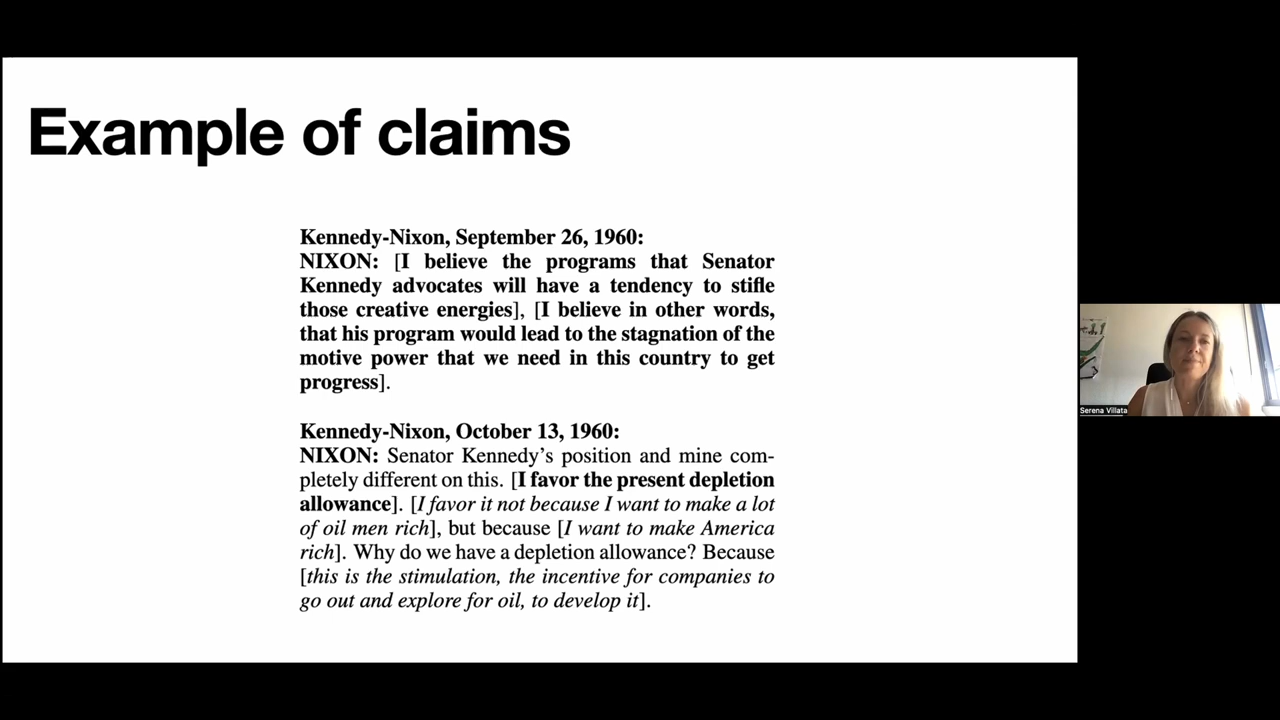 Example of claims
Kennedy-Nixon, September 26, 1960:
NIXON: [I believe the programs that Senator
Kennedy advocates will have a tendency to stifle
those creative energies], [I believe in other words,
that his program would lead to the stagnation of the
motive power that we need in this country to get
progress].
Kennedy-Nixon, October 13, 1960:
NIXON: Senator Kennedy's position and mine com-
pletely different on this. [I favor the present depletion
allowance]. [I favor it not because I want to make a lot
of oil men rich], but because [I want to make America
rich]. Why do we have a depletion allowance? Because
[this is the stimulation, the incentive for companies to
go out and explore for oil, to develop it].
Serena Villata